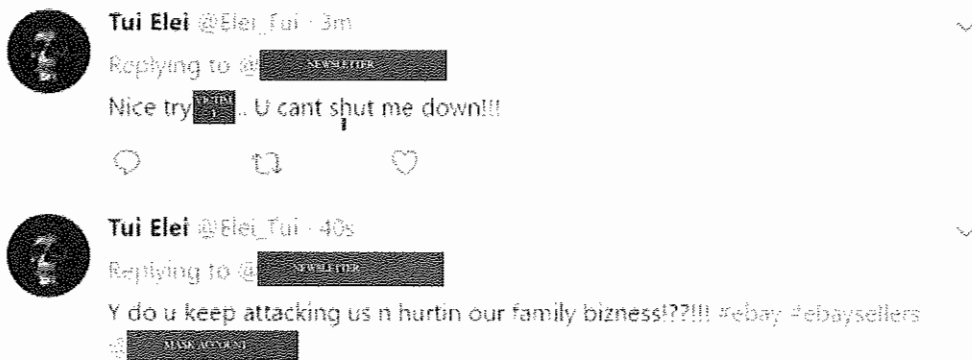 Tui Elei @Elei_Tui · 3m
Replying to @ NEWSLETTER
Nice try VICTIM 1 .. U cant shut me down!!!
Tui Elei @Elei_Tui · 40s
Replying to @ NEWSLETTER
Y do u keep attacking us n hurtin our family bizness!??!!! #ebay #ebaysellers
@ MASK ACCOUNT